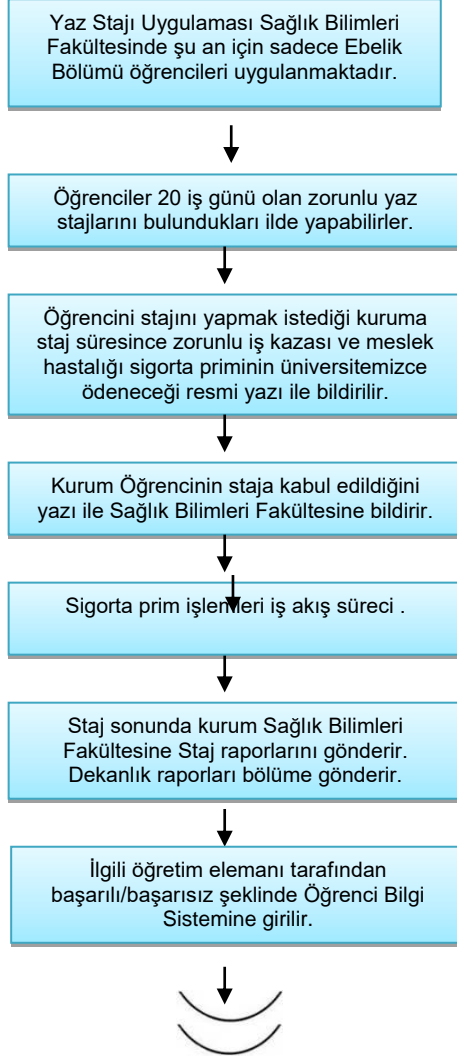 Yaz Stajı Uygulaması Sağlık Bilimleri
Fakültesinde şu an için sadece Ebelik
Bölümü öğrencileri uygulanmaktadır.
Öğrenciler 20 iş günü olan zorunlu yaz
stajlarını bulundukları ilde yapabilirler.
Öğrencini stajını yapmak istediği kuruma
staj süresince zorunlu iş kazası ve meslek
hastalığı sigorta priminin üniversitemizce
ödeneceği resmi yazı ile bildirilir.
Kurum Öğrencinin staja kabul edildiğini
yazı ile Sağlık Bilimleri Fakültesine bildirir.
Sigorta prim işlemleri iş akış süreci .
Staj sonunda kurum Sağlık Bilimleri
Fakültesine Staj raporlarını gönderir.
Dekanlık raporları bölüme gönderir.
İlgili öğretim elemanı tarafından
başarılı/başarısız şeklinde Öğrenci Bilgi
Sistemine girilir.